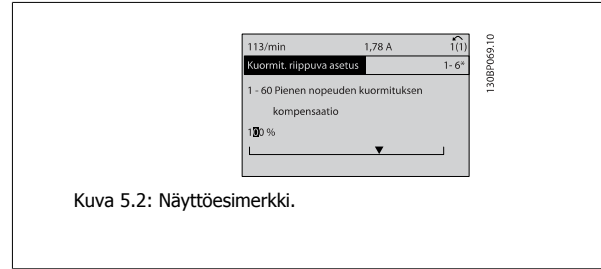 113/min 1,78 A 1(1)
Kuormit. riippuva asetus 1- 6*
1 - 60 Pienen nopeuden kuormituksen
kompensaatio
100 %
130BP069.10
Kuva 5.2: Näyttöesimerkki.